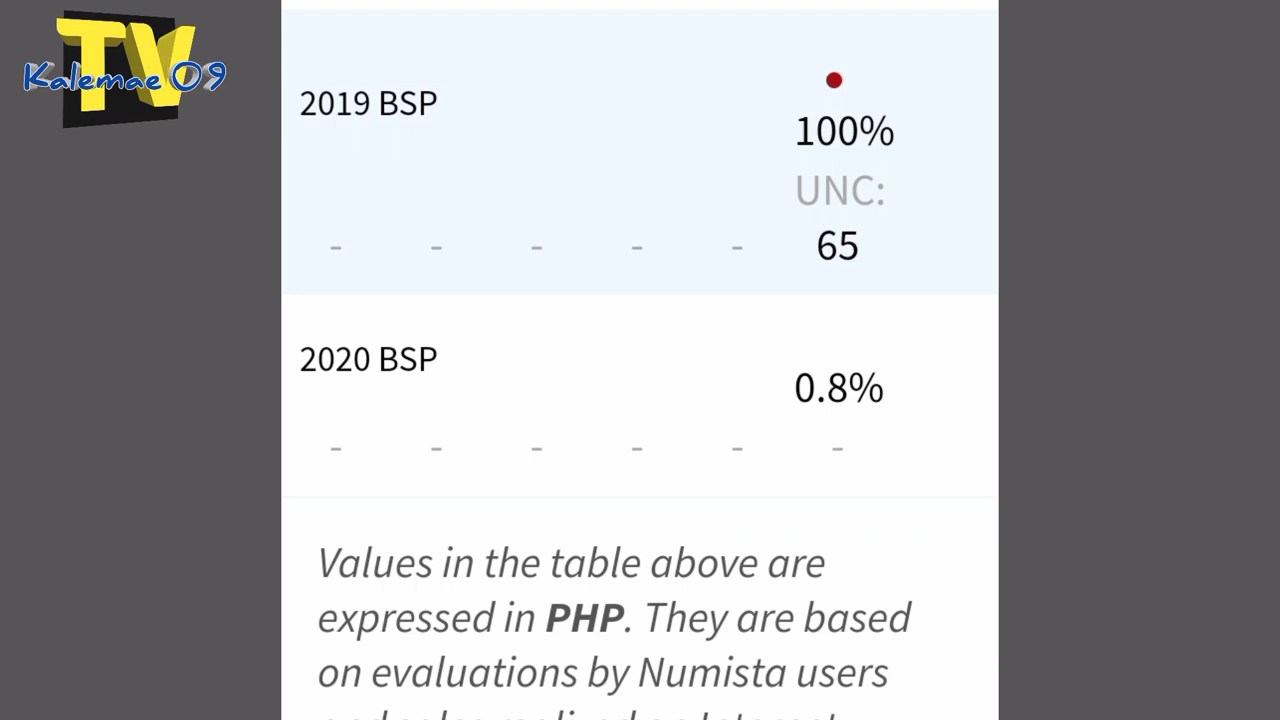 TV
Kalemae 09
2019 BSP
100%
UNC:
- - - - - 65
2020 BSP
0.8%
- - - - - -
Values in the table above are
expressed in PHP. They are based
on evaluations by Numista users